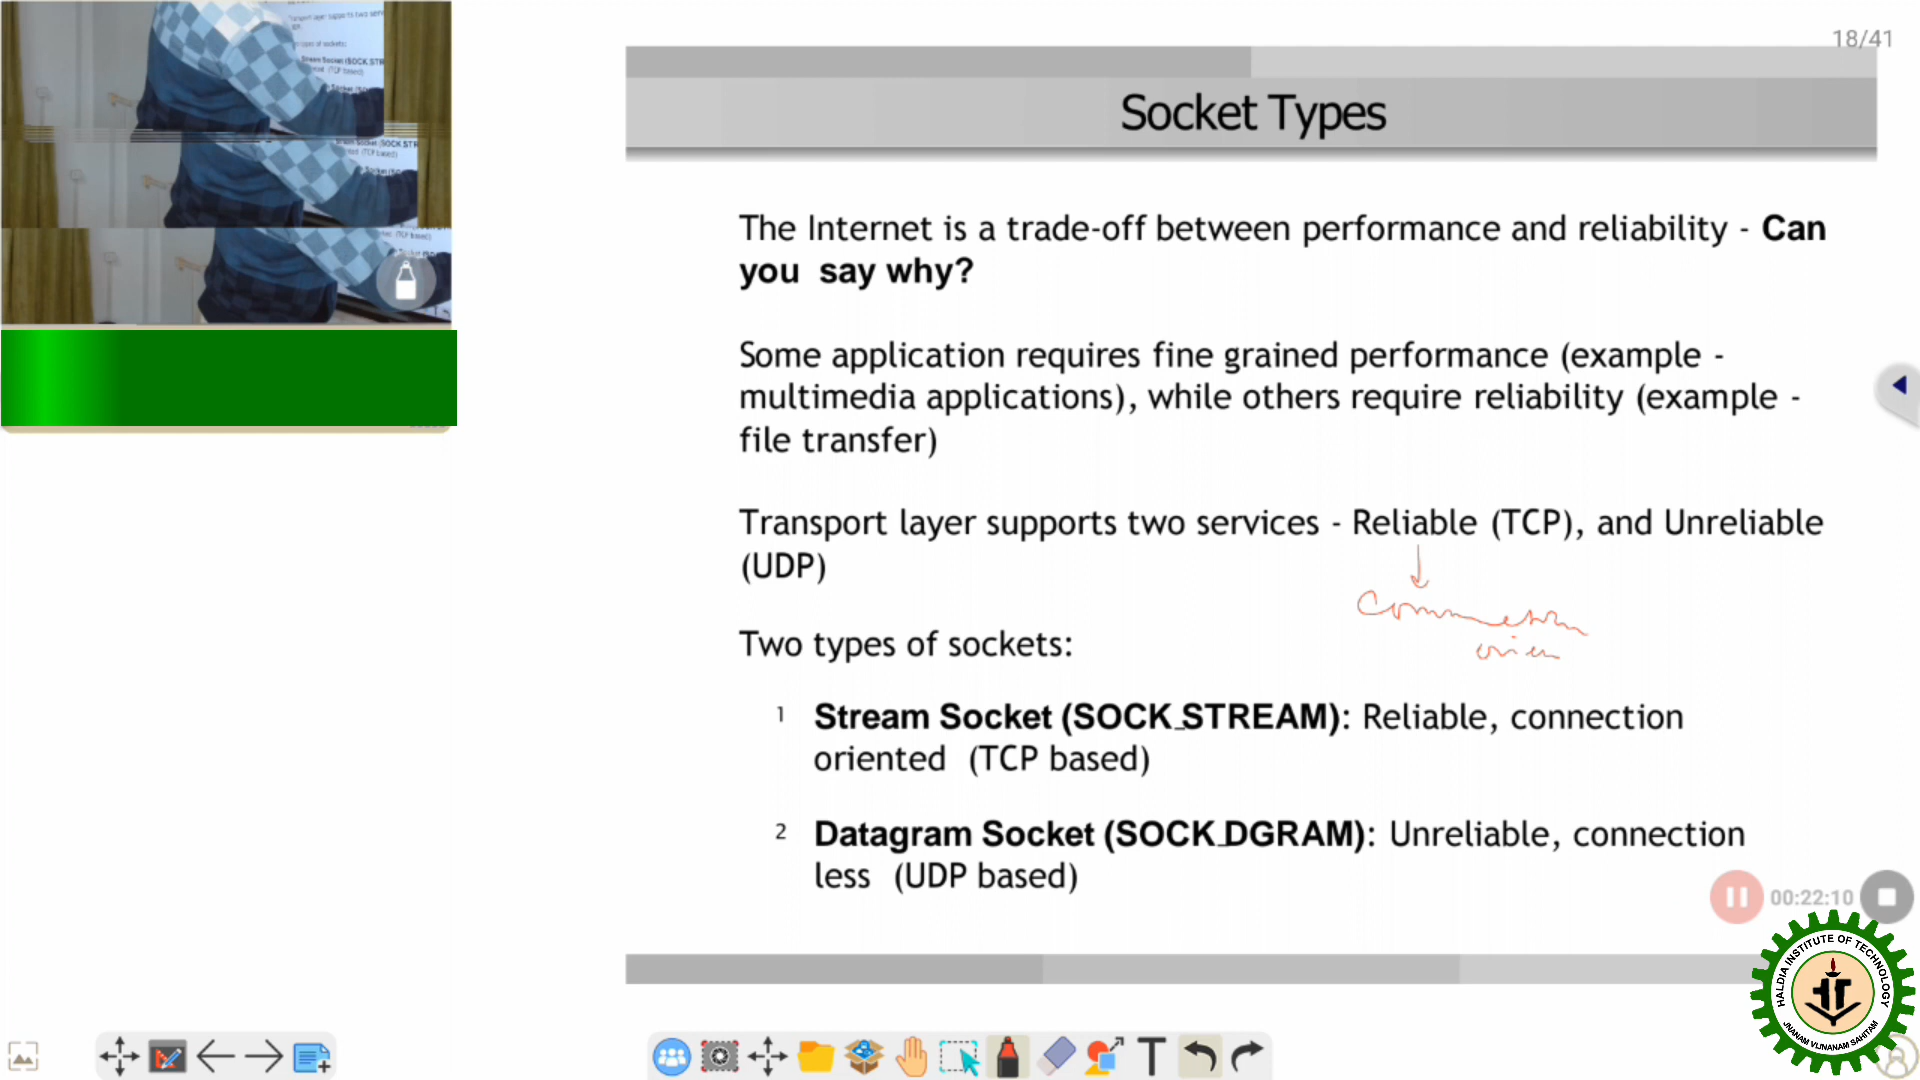 18/41
Socket Types
The Internet is a trade-off between performance and reliability - Can
you say why?
Some application requires fine grained performance (example -
multimedia applications), while others require reliability (example -
file transfer)
Transport layer supports two services - Reliable (TCP), and Unreliable
(UDP)
Two types of sockets:
1 Stream Socket (SOCK_STREAM): Reliable, connection
oriented (TCP based)
2 Datagram Socket (SOCK_DGRAM): Unreliable, connection
less (UDP based)
00:22:10
HALDIA INSTITUTE OF TECHNOLOGY
JNANAM VIJNANAM SAHITAM